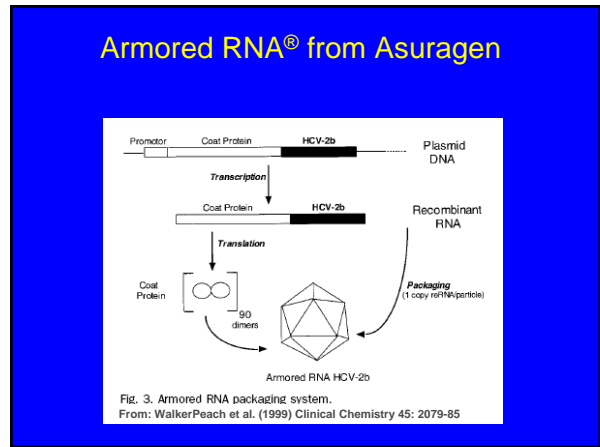 Armored RNA® from Asuragen
Promotor Coat Protein HCV-2b
Plasmid
DNA
Transcription
Coat Protein HCV-2b
Recombinant
RNA
Translation
Coat
Protein
90
dimers
Packaging
(1 copy reRNA/particle)
Armored RNA HCV-2b
Fig. 3. Armored RNA packaging system.
From: WalkerPeach et al. (1999) Clinical Chemistry 45: 2079-85